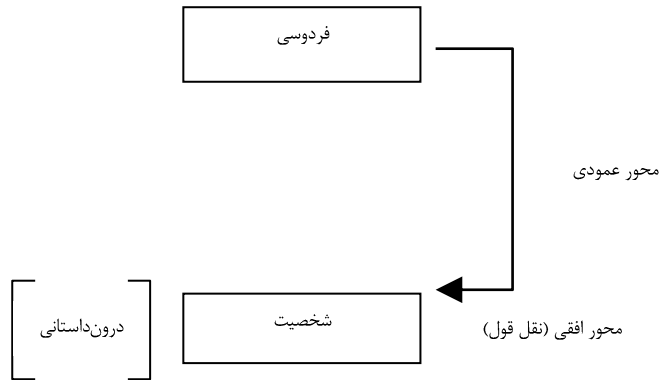 فردوسی
محور عمودی
محور افقی (نقل قول)
شخصیت
درون‌داستانی